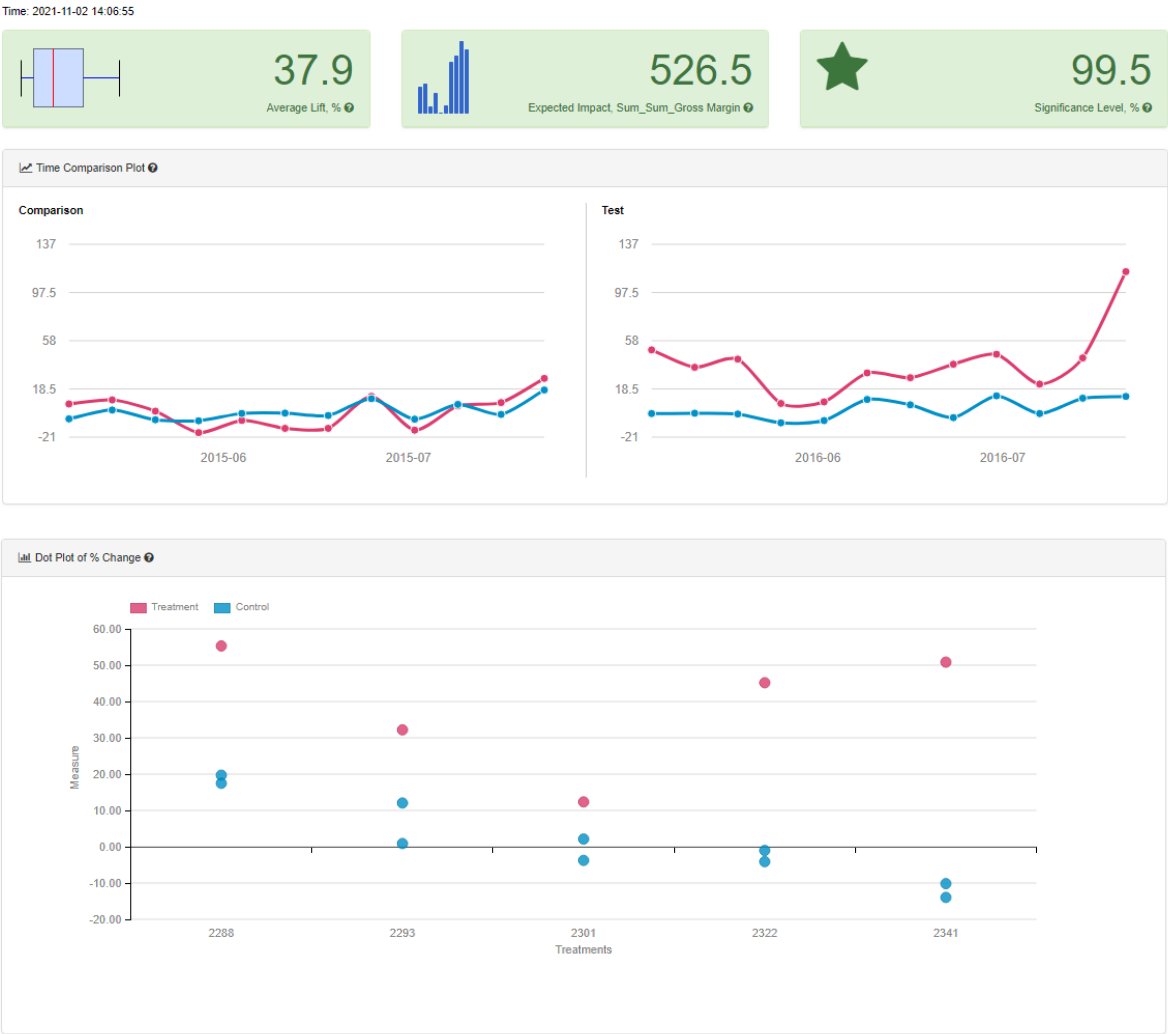 Time: 2021-11-02 14:06:55
37.9
Average Lift, %
526.5
Expected Impact, Sum_Sum_Gross Margin
99.5
Significance Level, %
Time Comparison Plot
Comparison
137
97.5
58
18.5
-21
2015-06 2015-07
Test
137
97.5
58
18.5
-21
2016-06 2016-07
Dot Plot of % Change
Treatment Control
Measure
60.00
50.00
40.00
30.00
20.00
10.00
0.00
-10.00
-20.00
2288 2293 2301 2322 2341
Treatments